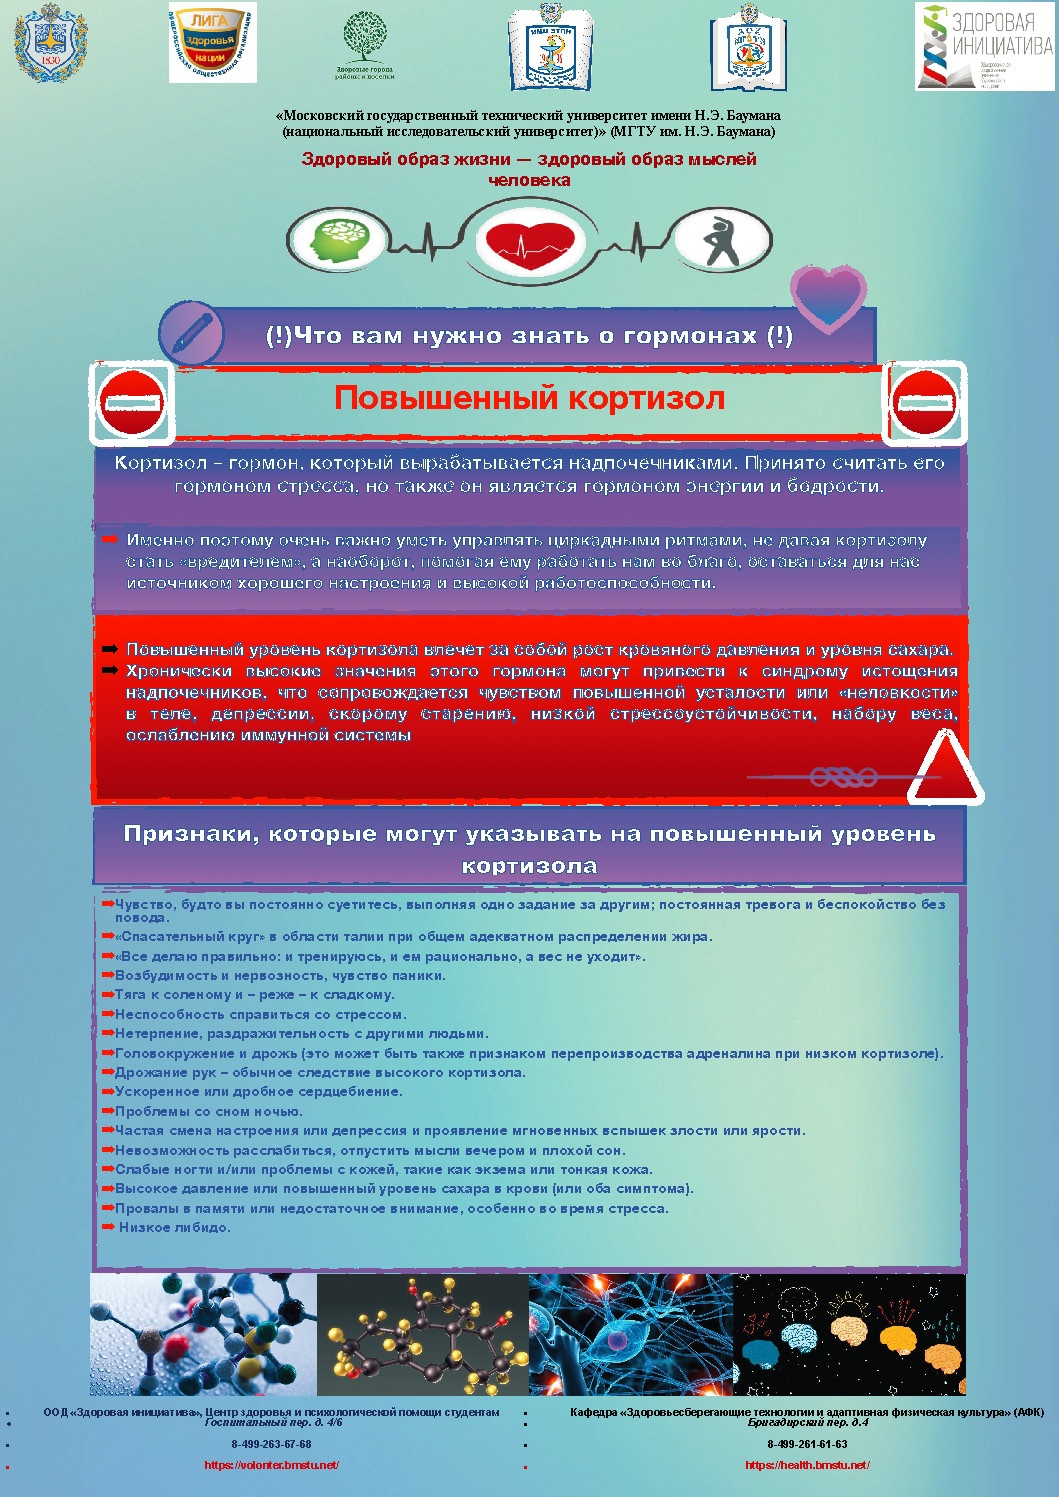 1830
ЛИГА
здоровья
нации
ОБЩЕРОССИЙСКАЯ ОБЩЕСТВЕННАЯ ОРГАНИЗАЦИЯ
Здоровые города
районы и поселки
ЗДОРОВАЯ
ИНИЦИАТИВА
«Московский государственный технический университет имени Н.Э. Баумана
(национальный исследовательский университет)» (МГТУ им. Н.Э. Баумана)
Здоровый образ жизни — здоровый образ мыслей
человека
(!)Что вам нужно знать о гормонах (!)
Повышенный кортизол
Кортизол – гормон, который вырабатывается надпочечниками. Принято считать его
гормоном стресса, но также он является гормоном энергии и бодрости.
Именно поэтому очень важно уметь управлять циркадными ритмами, не давая кортизолу
стать «вредителем», а наоборот, помогая ему работать нам во благо, оставаться для нас
источником хорошего настроения и высокой работоспособности.
Повышенный уровень кортизола влечет за собой рост кровяного давления и уровня сахара.
Хронически высокие значения этого гормона могут привести к синдрому истощения
надпочечников, что сопровождается чувством повышенной усталости или «неловкости»
в теле, депрессии, скорому старению, низкой стрессоустойчивости, набору веса,
ослаблению иммунной системы
Признаки, которые могут указывать на повышенный уровень
кортизола
Чувство, будто вы постоянно суетитесь, выполняя одно задание за другим; постоянная тревога и беспокойство без
повода.
«Спасательный круг» в области талии при общем адекватном распределении жира.
«Все делаю правильно: и тренируюсь, и ем рационально, а вес не уходит».
Возбудимость и нервозность, чувство паники.
Тяга к соленому и – реже – к сладкому.
Неспособность справиться со стрессом.
Нетерпение, раздражительность с другими людьми.
Головокружение и дрожь (это может быть также признаком перепроизводства адреналина при низком кортизоле).
Дрожание рук – обычное следствие высокого кортизола.
Ускоренное или дробное сердцебиение.
Проблемы со сном ночью.
Частая смена настроения или депрессия и проявление мгновенных вспышек злости или ярости.
Невозможность расслабиться, отпустить мысли вечером и плохой сон.
Слабые ногти и/или проблемы с кожей, такие как экзема или тонкая кожа.
Высокое давление или повышенный уровень сахара в крови (или оба симптома).
Провалы в памяти или недостаточное внимание, особенно во время стресса.
Низкое либидо.
ООД «Здоровая инициатива», Центр здоровья и психологической помощи студентам
Госпитальный пер. д. 4/6
8-499-263-67-68
https://volonter.bmstu.net/
Кафедра «Здоровьесберегающие технологии и адаптивная физическая культура» (АФК)
Бригадирский пер. д.4
8-499-261-61-63
https://health.bmstu.net/